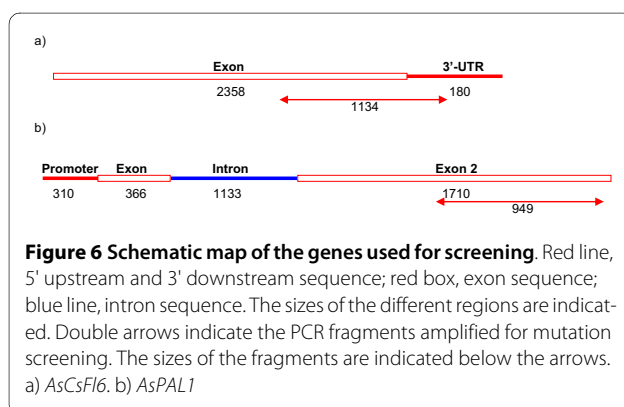 a)
Exon 3’-UTR
2358 180
1134
b)
Promoter Exon Intron Exon 2
310 366 1133 1710
949
Figure 6 Schematic map of the genes used for screening. Red line,
5' upstream and 3' downstream sequence; red box, exon sequence;
blue line, intron sequence. The sizes of the different regions are indicat-
ed. Double arrows indicate the PCR fragments amplified for mutation
screening. The sizes of the fragments are indicated below the arrows.
a) AsCsFl6. b) AsPAL1